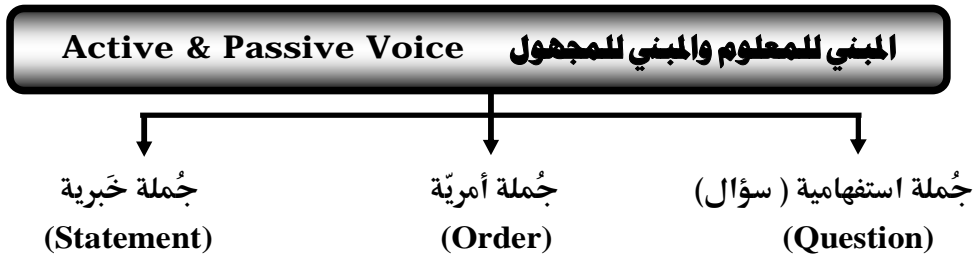 Active & Passive Voice المبني للمعلوم والمبني للمجهول
جُملة خَبرية
(Statement)
جُملة أمريّة
(Order)
جُملة استفهامية ( سؤال)
(Question)